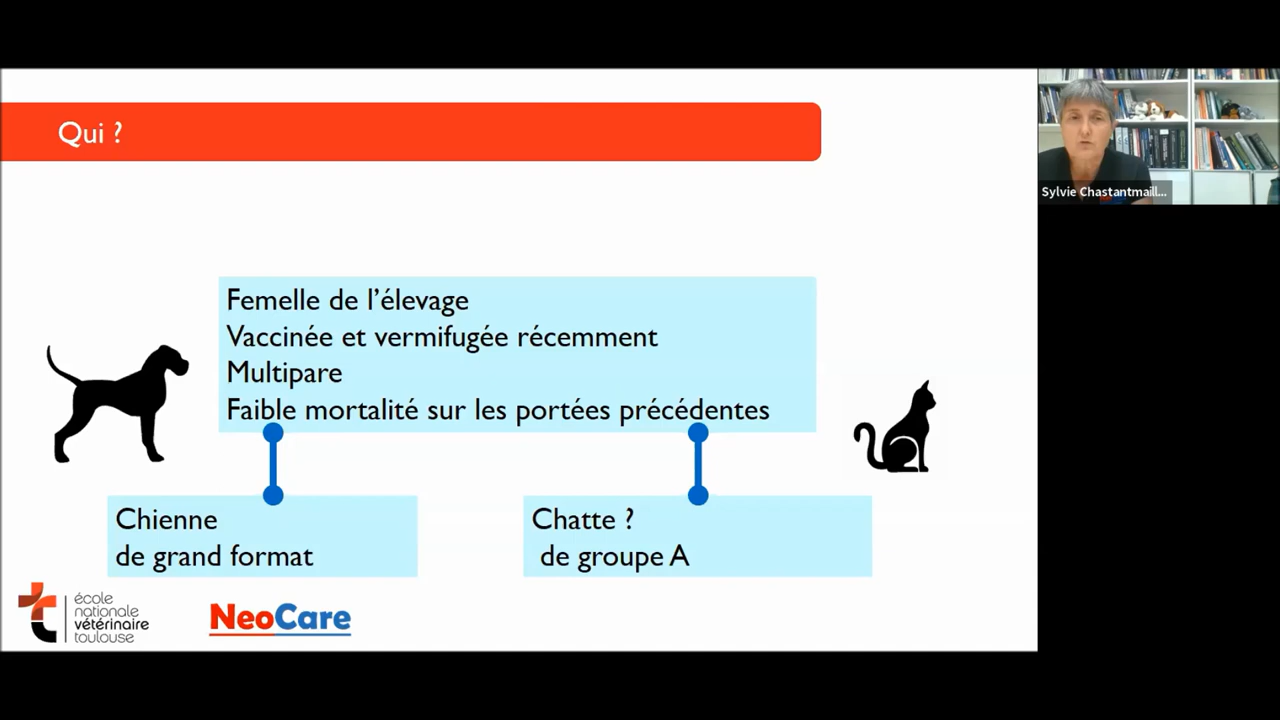 Qui ?
Sylvie Chastantmaill...
Femelle de l’élevage
Vaccinée et vermifugée récemment
Multipare
Faible mortalité sur les portées précédentes
Chienne
de grand format
Chatte ?
de groupe A
école
nationale
vétérinaire
toulouse
NeoCare